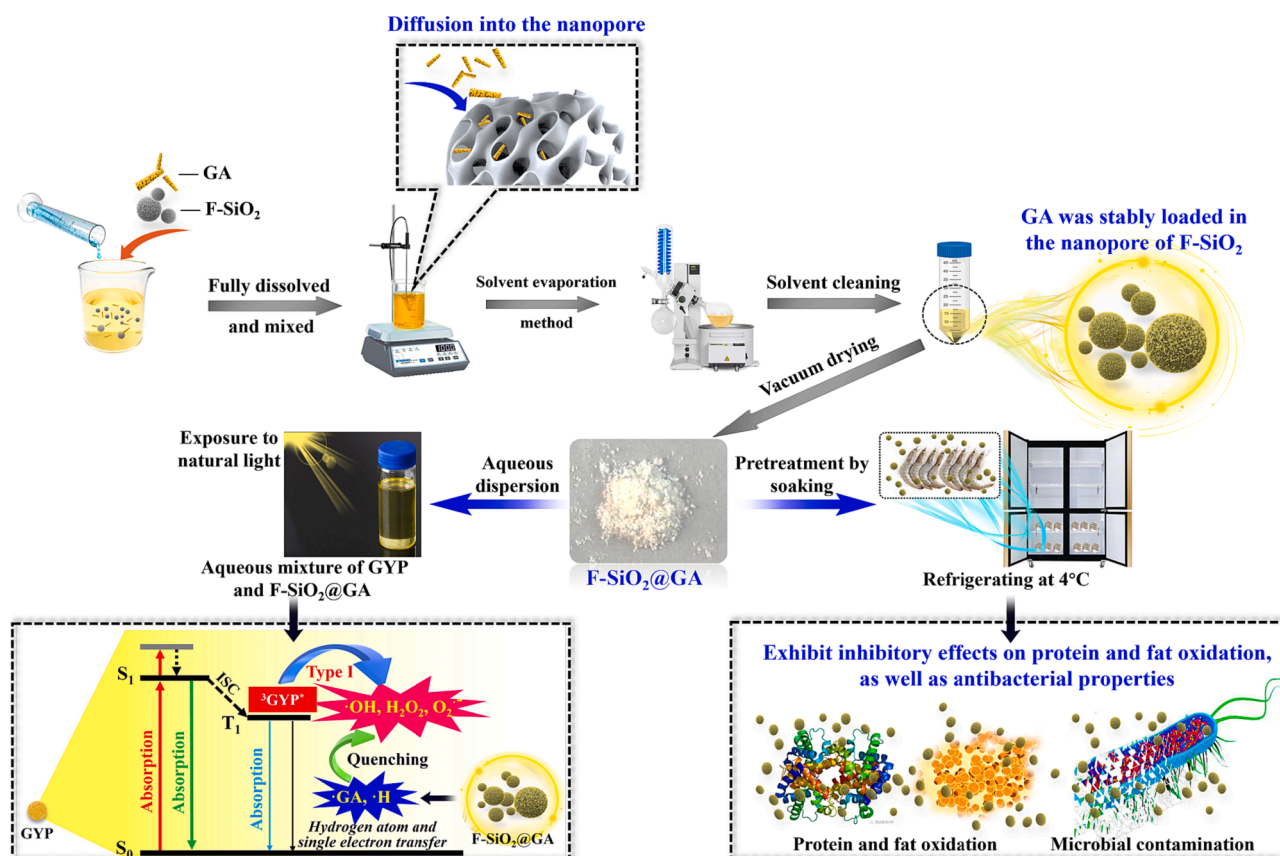 Diffusion into the nanopore
GA
F-SiO₂
GA was stably loaded in
the nanopore of F-SiO₂
Fully dissolved
and mixed
Solvent evaporation
method
Solvent cleaning
1000
Vacuum drying
Exposure to
natural light
Aqueous
dispersion
Pretreatment by
soaking
Aqueous mixture of GYP
and F-SiO₂@GA
F-SiO₂@GA
Refrigerating at 4°C
S₁
ISC
Type I
³GYP*
T₁
·OH, H₂O₂, O₂⁻
Quenching
Absorption
Absorption
Absorption
·GA, ·H
GYP
Hydrogen atom and
single electron transfer
F-SiO₂@GA
S₀
Exhibit inhibitory effects on protein and fat oxidation,
as well as antibacterial properties
Protein and fat oxidation
Microbial contamination